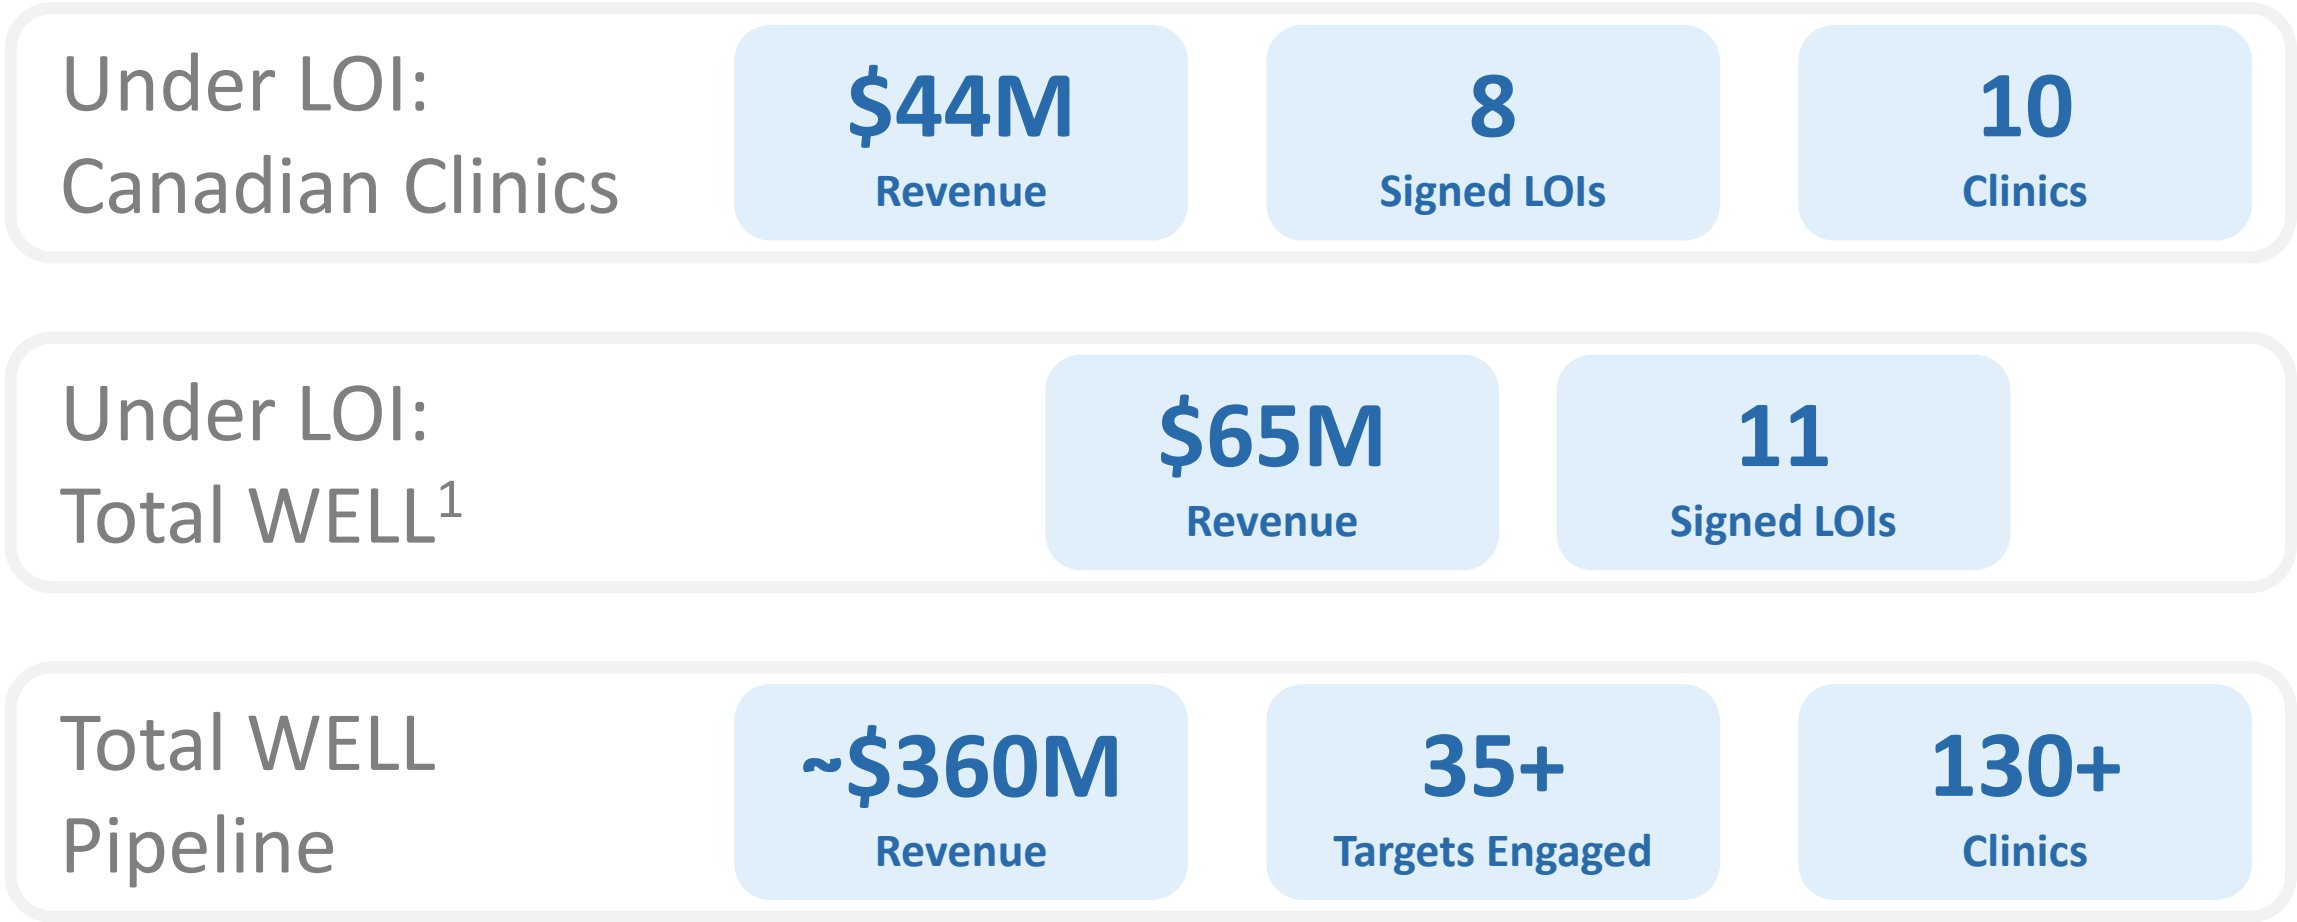 Under LOI:
Canadian Clinics
$44M
Revenue
8
Signed LOIs
10
Clinics
Under LOI:
Total WELL¹
$65M
Revenue
11
Signed LOIs
Total WELL
Pipeline
~$360M
Revenue
35+
Targets Engaged
130+
Clinics